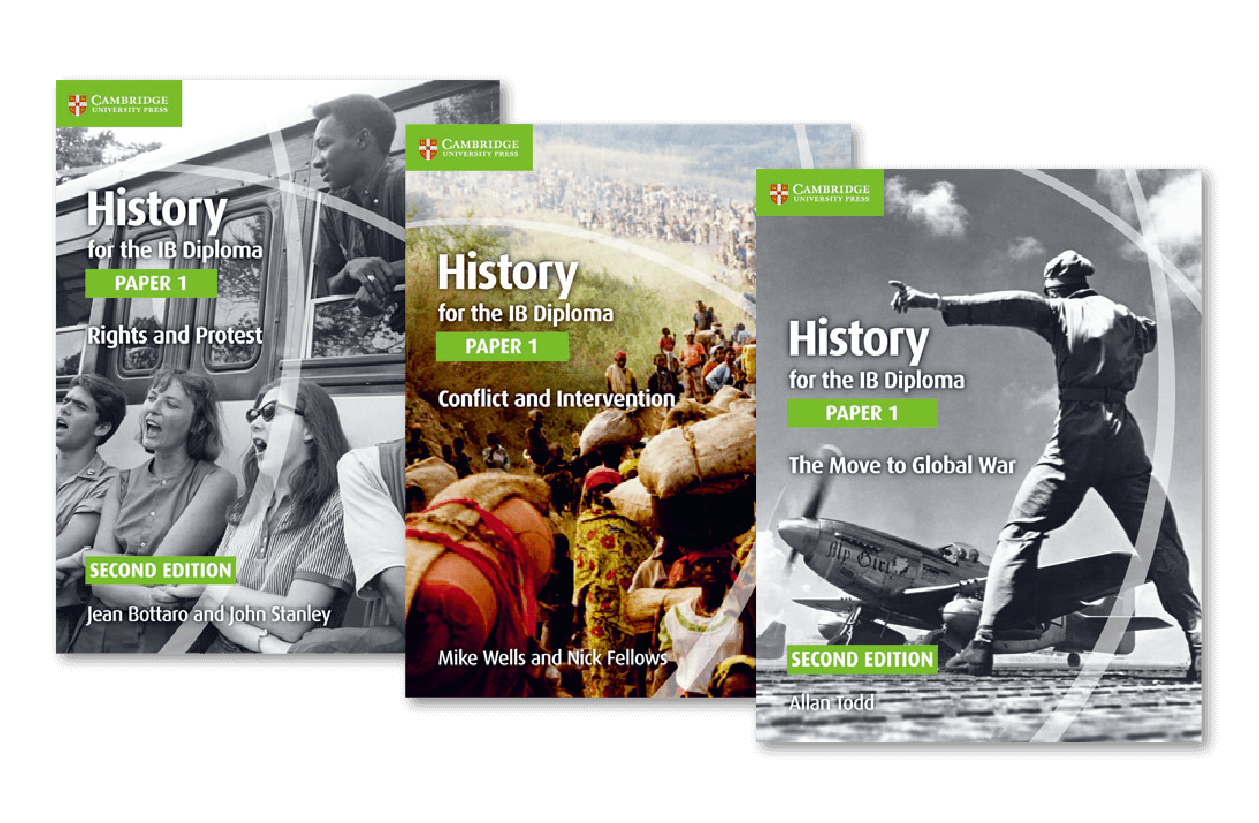 CAMBRIDGE
UNIVERSITY PRESS
History
for the IB Diploma
PAPER 1
Rights and Protest
SECOND EDITION
Jean Bottaro and John Stanley
CAMBRIDGE
UNIVERSITY PRESS
History
for the IB Diploma
PAPER 1
Conflict and Intervention
Mike Wells and Nick Fellows
CAMBRIDGE
UNIVERSITY PRESS
History
for the IB Diploma
PAPER 1
The Move to Global War
My Girl
SECOND EDITION
Allan Todd